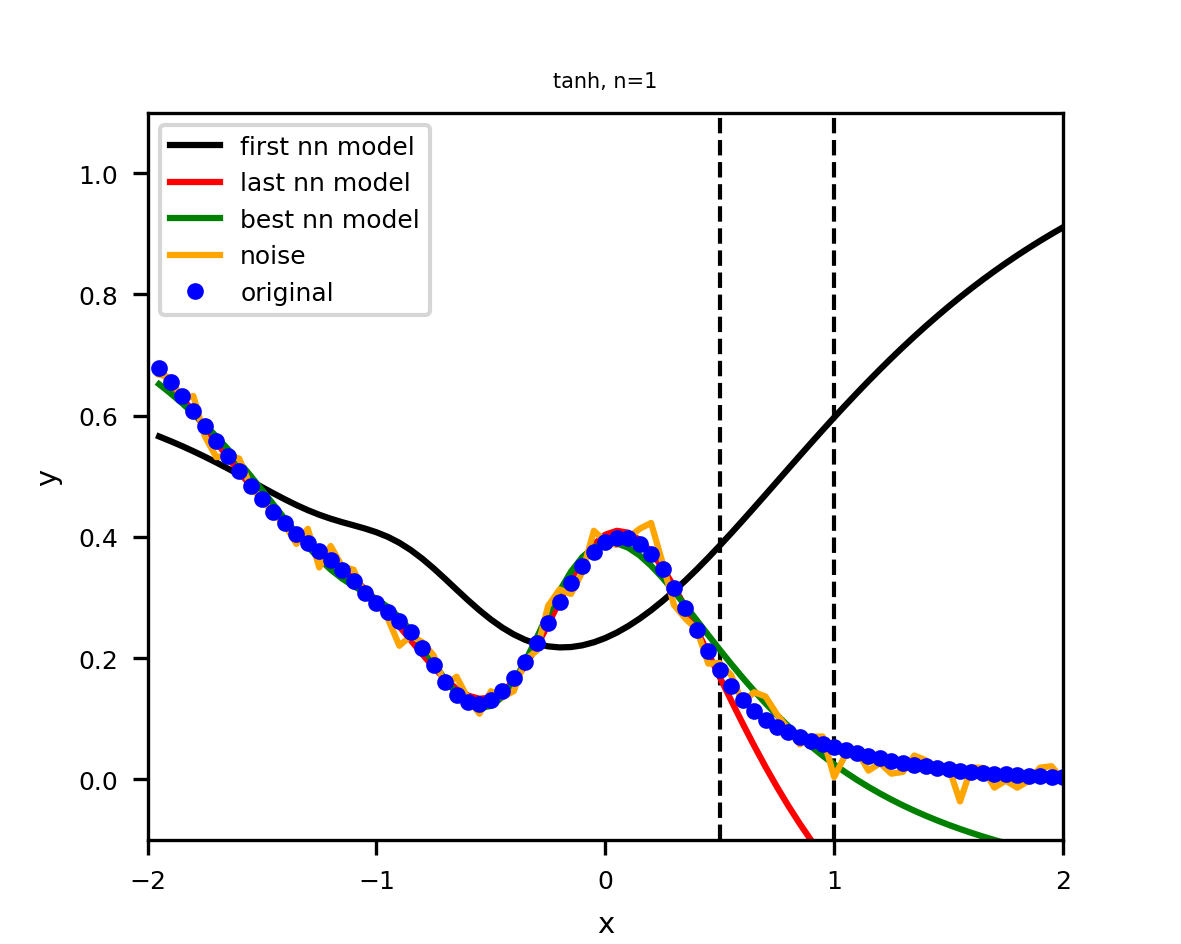 tanh, n=1
first nn model
last nn model
best nn model
noise
original
1.0
0.8
0.6
0.4
0.2
0.0
y
−2
−1
0
1
2
x